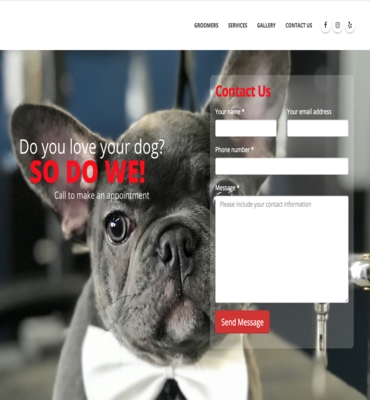 GROOMERS SERVICES GALLERY CONTACT US
Do you love your dog?
SO DO WE!
Call to make an appointment
Contact Us
Your name * Your email address
Phone number *
Message *
Please include your contact information
Send Message